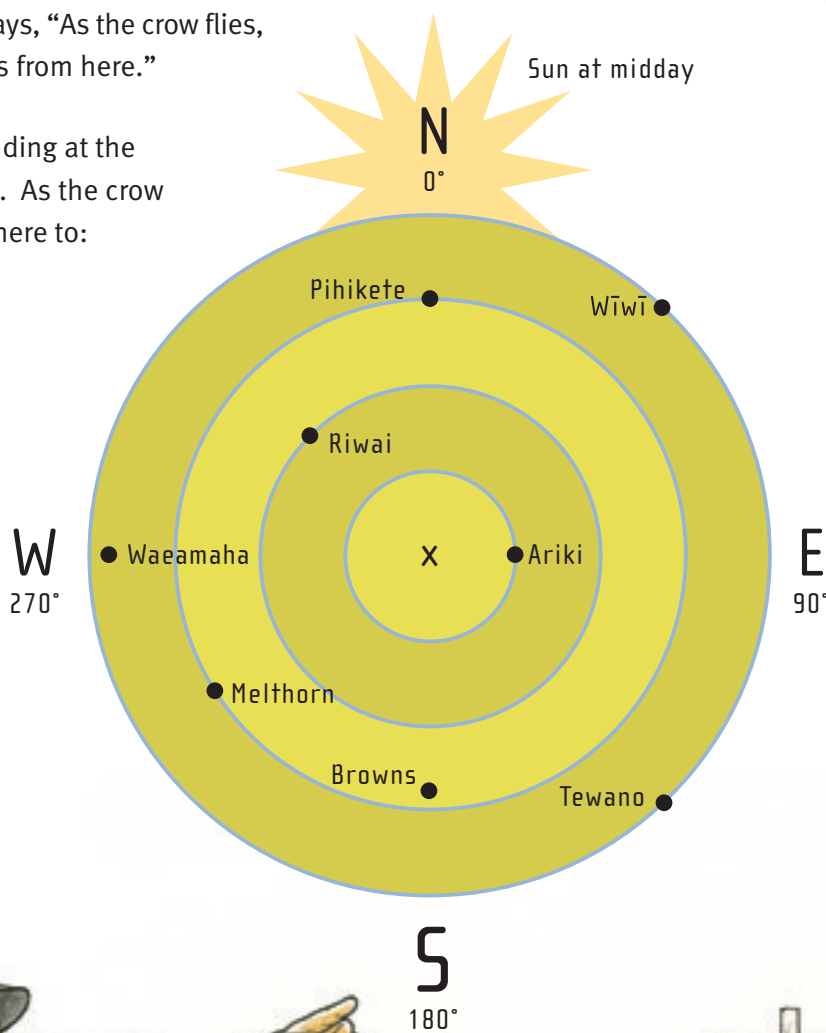 ays, “As the crow flies,
s from here.”
Sun at midday
nding at the
. As the crow
here to:
N
0°
Pihikete
Wīwī
Riwai
W
270°
Waeamaha
x
Ariki
E
90°
Melthorn
Browns
Tewano
S
180°